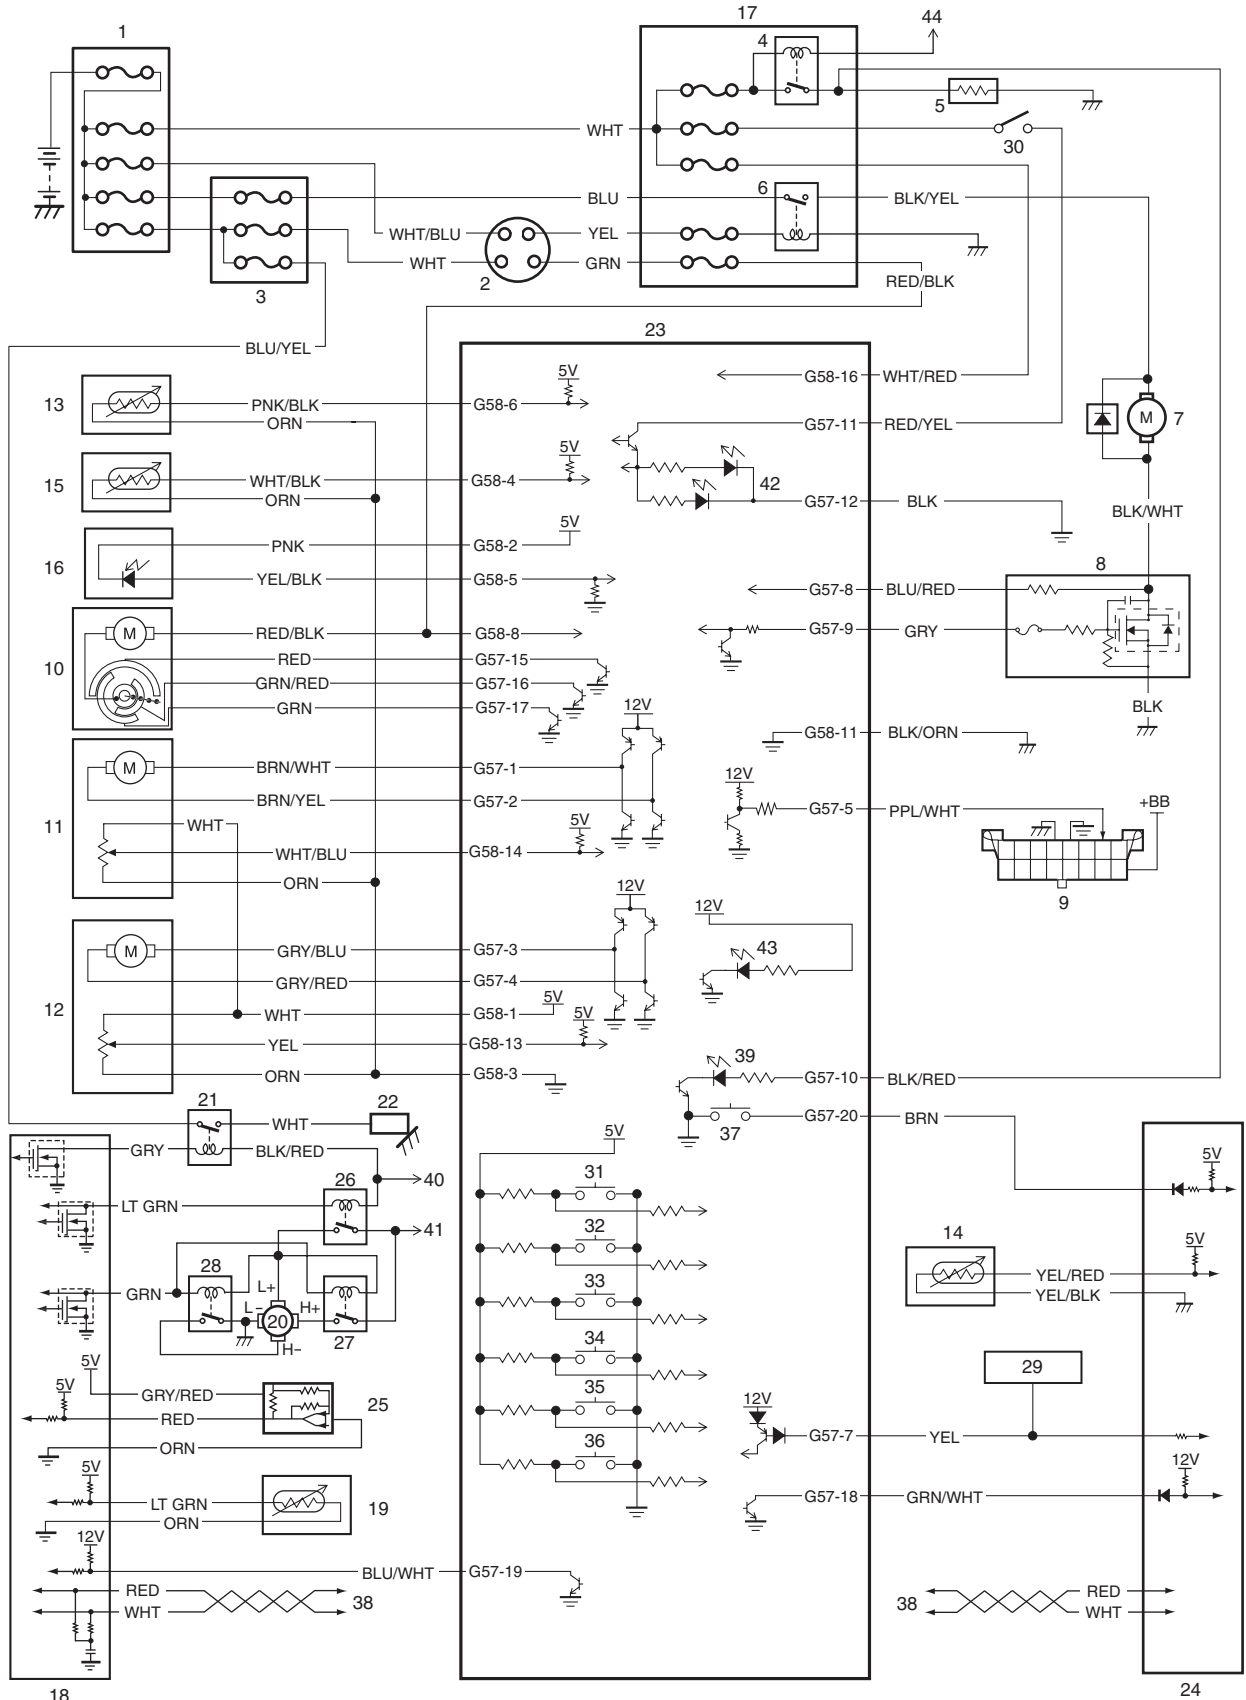 1
17
44
4
5
WHT
30
6
BLU
BLK/YEL
WHT/BLU
YEL
WHT
GRN
2
3
RED/BLK
BLU/YEL
23
5V
G58-16
WHT/RED
13
PNK/BLK
G58-6
ORN
G57-11
RED/YEL
M
7
5V
15
WHT/BLK
G58-4
ORN
42
G57-12
BLK
BLK/WHT
5V
16
PNK
G58-2
YEL/BLK
G58-5
8
G57-8
BLU/RED
10
M
RED/BLK
G58-8
G57-9
GRY
RED
G57-15
GRN/RED
G57-16
GRN
G57-17
12V
BLK
G58-11
BLK/ORN
11
M
BRN/WHT
G57-1
BRN/YEL
G57-2
12V
G57-5
PPL/WHT
+BB
WHT
5V
WHT/BLU
G58-14
ORN
9
12V
12V
12
M
GRY/BLU
G57-3
43
GRY/RED
G57-4
5V
WHT
G58-1
5V
YEL
G58-13
ORN
G58-3
39
G57-10
BLK/RED
21
22
WHT
37
G57-20
BRN
GRY
BLK/RED
5V
5V
26
40
31
LT GRN
41
32
14
5V
28
L+
33
YEL/RED
GRN
YEL/BLK
L-
20
H+
27
H-
34
5V
29
5V
GRY/RED
25
35
12V
RED
G57-7
YEL
ORN
36
12V
5V
LT GRN
19
G57-18
GRN/WHT
ORN
12V
BLU/WHT
G57-19
RED
38
WHT
38
RED
WHT
18
24